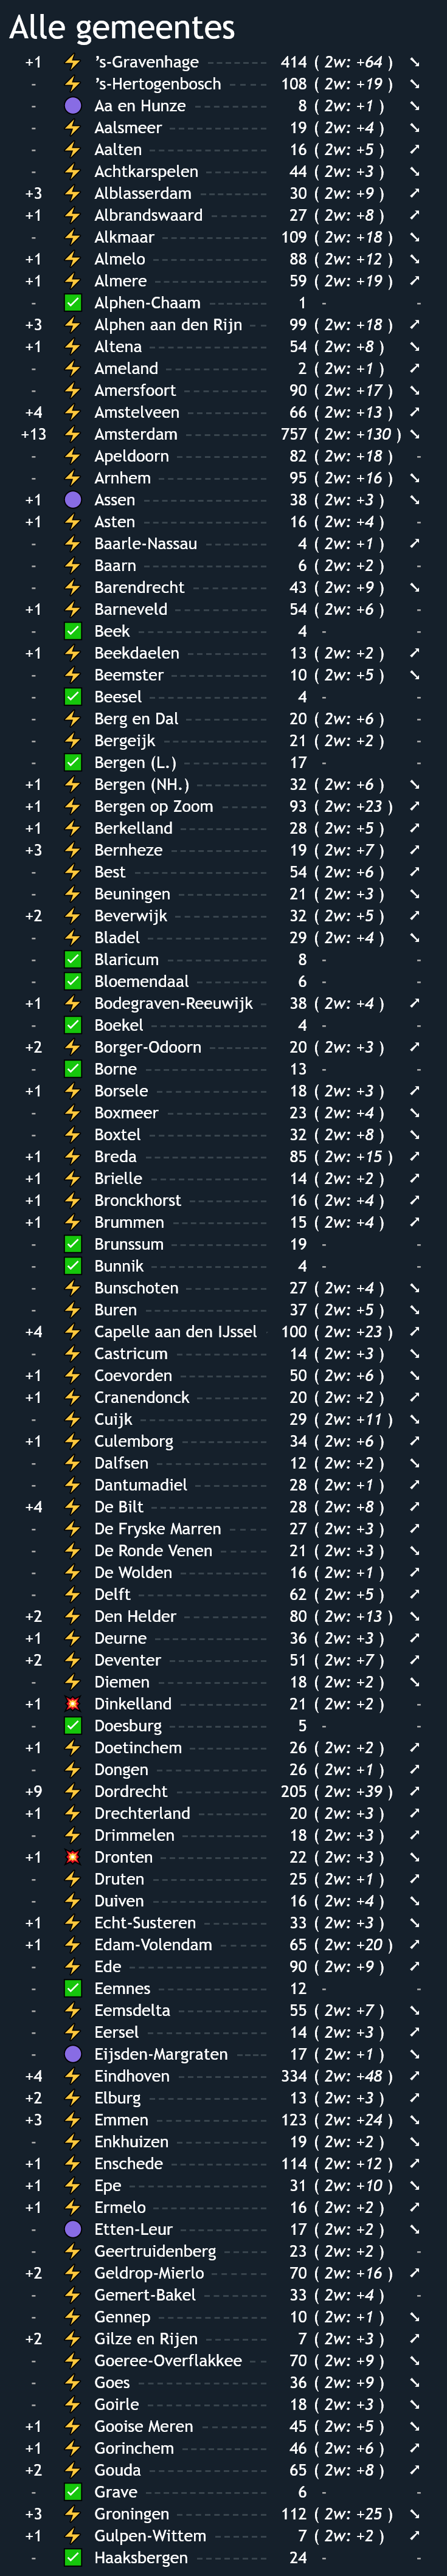 Alle gemeentes
+1 ⚡ ’s-Gravenhage 414 ( 2w: +64 ) ↘
- ⚡ ’s-Hertogenbosch 108 ( 2w: +19 ) ↘
- 🟣 Aa en Hunze 8 ( 2w: +1 ) ↘
- ⚡ Aalsmeer 19 ( 2w: +4 ) ↘
- ⚡ Aalten 16 ( 2w: +5 ) ↗
- ⚡ Achtkarspelen 44 ( 2w: +3 ) ↘
+3 ⚡ Alblasserdam 30 ( 2w: +9 ) ↗
+1 ⚡ Albrandswaard 27 ( 2w: +8 ) ↗
- ⚡ Alkmaar 109 ( 2w: +18 ) ↘
+1 ⚡ Almelo 88 ( 2w: +12 ) ↘
+1 ⚡ Almere 59 ( 2w: +19 ) ↗
- ✅ Alphen-Chaam 1 - -
+3 ⚡ Alphen aan den Rijn 99 ( 2w: +18 ) ↗
+1 ⚡ Altena 54 ( 2w: +8 ) ↘
- ⚡ Ameland 2 ( 2w: +1 ) ↗
- ⚡ Amersfoort 90 ( 2w: +17 ) ↘
+4 ⚡ Amstelveen 66 ( 2w: +13 ) ↗
+13 ⚡ Amsterdam 757 ( 2w: +130 ) ↘
- ⚡ Apeldoorn 82 ( 2w: +18 ) -
- ⚡ Arnhem 95 ( 2w: +16 ) ↘
+1 🟣 Assen 38 ( 2w: +3 ) ↘
+1 ⚡ Asten 16 ( 2w: +4 ) -
- ⚡ Baarle-Nassau 4 ( 2w: +1 ) ↗
- ⚡ Baarn 6 ( 2w: +2 ) -
- ⚡ Barendrecht 43 ( 2w: +9 ) ↘
+1 ⚡ Barneveld 54 ( 2w: +6 ) -
- ✅ Beek 4 - -
+1 ⚡ Beekdaelen 13 ( 2w: +2 ) ↗
- ⚡ Beemster 10 ( 2w: +5 ) ↘
- ✅ Beesel 4 - -
- ⚡ Berg en Dal 20 ( 2w: +6 ) -
- ⚡ Bergeijk 21 ( 2w: +2 ) -
- ✅ Bergen (L.) 17 - -
+1 ⚡ Bergen (NH.) 32 ( 2w: +6 ) ↘
+1 ⚡ Bergen op Zoom 93 ( 2w: +23 ) ↗
+1 ⚡ Berkelland 28 ( 2w: +5 ) ↗
+3 ⚡ Bernheze 19 ( 2w: +7 ) ↗
- ⚡ Best 54 ( 2w: +6 ) ↗
- ⚡ Beuningen 21 ( 2w: +3 ) ↘
+2 ⚡ Beverwijk 32 ( 2w: +5 ) ↗
- ⚡ Bladel 29 ( 2w: +4 ) ↘
- ✅ Blaricum 8 - -
- ✅ Bloemendaal 6 - -
+1 ⚡ Bodegraven-Reeuwijk 38 ( 2w: +4 ) ↗
- ✅ Boekel 4 - -
+2 ⚡ Borger-Odoorn 20 ( 2w: +3 ) ↗
- ✅ Borne 13 - -
+1 ⚡ Borsele 18 ( 2w: +3 ) ↗
- ⚡ Boxmeer 23 ( 2w: +4 ) ↘
- ⚡ Boxtel 32 ( 2w: +8 ) ↗
+1 ⚡ Breda 85 ( 2w: +15 ) ↗
+1 ⚡ Brielle 14 ( 2w: +2 ) ↗
+1 ⚡ Bronckhorst 16 ( 2w: +4 ) ↗
+1 ⚡ Brummen 15 ( 2w: +4 ) ↗
- ✅ Brunssum 19 - -
- ✅ Bunnik 4 - -
- ⚡ Bunschoten 27 ( 2w: +4 ) ↘
- ⚡ Buren 37 ( 2w: +5 ) ↘
+4 ⚡ Capelle aan den IJssel 100 ( 2w: +23 ) ↗
- ⚡ Castricum 14 ( 2w: +3 ) ↘
+1 ⚡ Coevorden 50 ( 2w: +6 ) ↘
+1 ⚡ Cranendonck 20 ( 2w: +2 ) ↗
- ⚡ Cuijk 29 ( 2w: +11 ) ↘
+1 ⚡ Culemborg 34 ( 2w: +6 ) ↗
- ⚡ Dalfsen 12 ( 2w: +2 ) ↘
- ⚡ Dantumadiel 28 ( 2w: +1 ) ↗
+4 ⚡ De Bilt 28 ( 2w: +8 ) ↗
- ⚡ De Fryske Marren 27 ( 2w: +3 ) ↗
- ⚡ De Ronde Venen 21 ( 2w: +3 ) ↘
- ⚡ De Wolden 16 ( 2w: +1 ) ↗
- ⚡ Delft 62 ( 2w: +5 ) ↗
+2 ⚡ Den Helder 80 ( 2w: +13 ) ↘
+1 ⚡ Deurne 36 ( 2w: +3 ) ↗
+2 ⚡ Deventer 51 ( 2w: +7 ) ↗
- ⚡ Diemen 18 ( 2w: +2 ) ↘
+1 💥 Dinkelland 21 ( 2w: +2 ) -
- ✅ Doesburg 5 - -
+1 ⚡ Doetinchem 26 ( 2w: +2 ) ↗
- ⚡ Dongen 26 ( 2w: +1 ) ↗
+9 ⚡ Dordrecht 205 ( 2w: +39 ) ↗
+1 ⚡ Drechterland 20 ( 2w: +3 ) ↗
- ⚡ Drimmelen 18 ( 2w: +3 ) ↗
+1 💥 Dronten 22 ( 2w: +3 ) ↘
- ⚡ Druten 25 ( 2w: +1 ) ↗
- ⚡ Duiven 16 ( 2w: +4 ) ↘
+1 ⚡ Echt-Susteren 33 ( 2w: +3 ) ↘
+1 ⚡ Edam-Volendam 65 ( 2w: +20 ) ↗
- ⚡ Ede 90 ( 2w: +9 ) ↗
- ✅ Eemnes 12 - -
- ⚡ Eemsdelta 55 ( 2w: +7 ) ↘
- ⚡ Eersel 14 ( 2w: +3 ) ↗
- 🟣 Eijsden-Margraten 17 ( 2w: +1 ) ↘
+4 ⚡ Eindhoven 334 ( 2w: +48 ) ↗
+2 ⚡ Elburg 13 ( 2w: +3 ) ↗
+3 ⚡ Emmen 123 ( 2w: +24 ) ↘
- ⚡ Enkhuizen 19 ( 2w: +2 ) ↘
+1 ⚡ Enschede 114 ( 2w: +12 ) ↗
+1 ⚡ Epe 31 ( 2w: +10 ) ↘
+1 ⚡ Ermelo 16 ( 2w: +2 ) ↗
- 🟣 Etten-Leur 17 ( 2w: +2 ) ↘
- ⚡ Geertruidenberg 23 ( 2w: +2 ) -
+2 ⚡ Geldrop-Mierlo 70 ( 2w: +16 ) ↗
- ⚡ Gemert-Bakel 33 ( 2w: +4 ) -
- ⚡ Gennep 10 ( 2w: +1 ) ↘
+2 ⚡ Gilze en Rijen 7 ( 2w: +3 ) ↗
- ⚡ Goeree-Overflakkee 70 ( 2w: +9 ) ↘
- ⚡ Goes 36 ( 2w: +9 ) ↘
- ⚡ Goirle 18 ( 2w: +3 ) ↘
+1 ⚡ Gooise Meren 45 ( 2w: +5 ) ↘
+1 ⚡ Gorinchem 46 ( 2w: +6 ) ↗
+2 ⚡ Gouda 65 ( 2w: +8 ) ↗
- ✅ Grave 6 - -
+3 ⚡ Groningen 112 ( 2w: +25 ) ↘
+1 ⚡ Gulpen-Wittem 7 ( 2w: +2 ) ↗
- ✅ Haaksbergen 24 - -